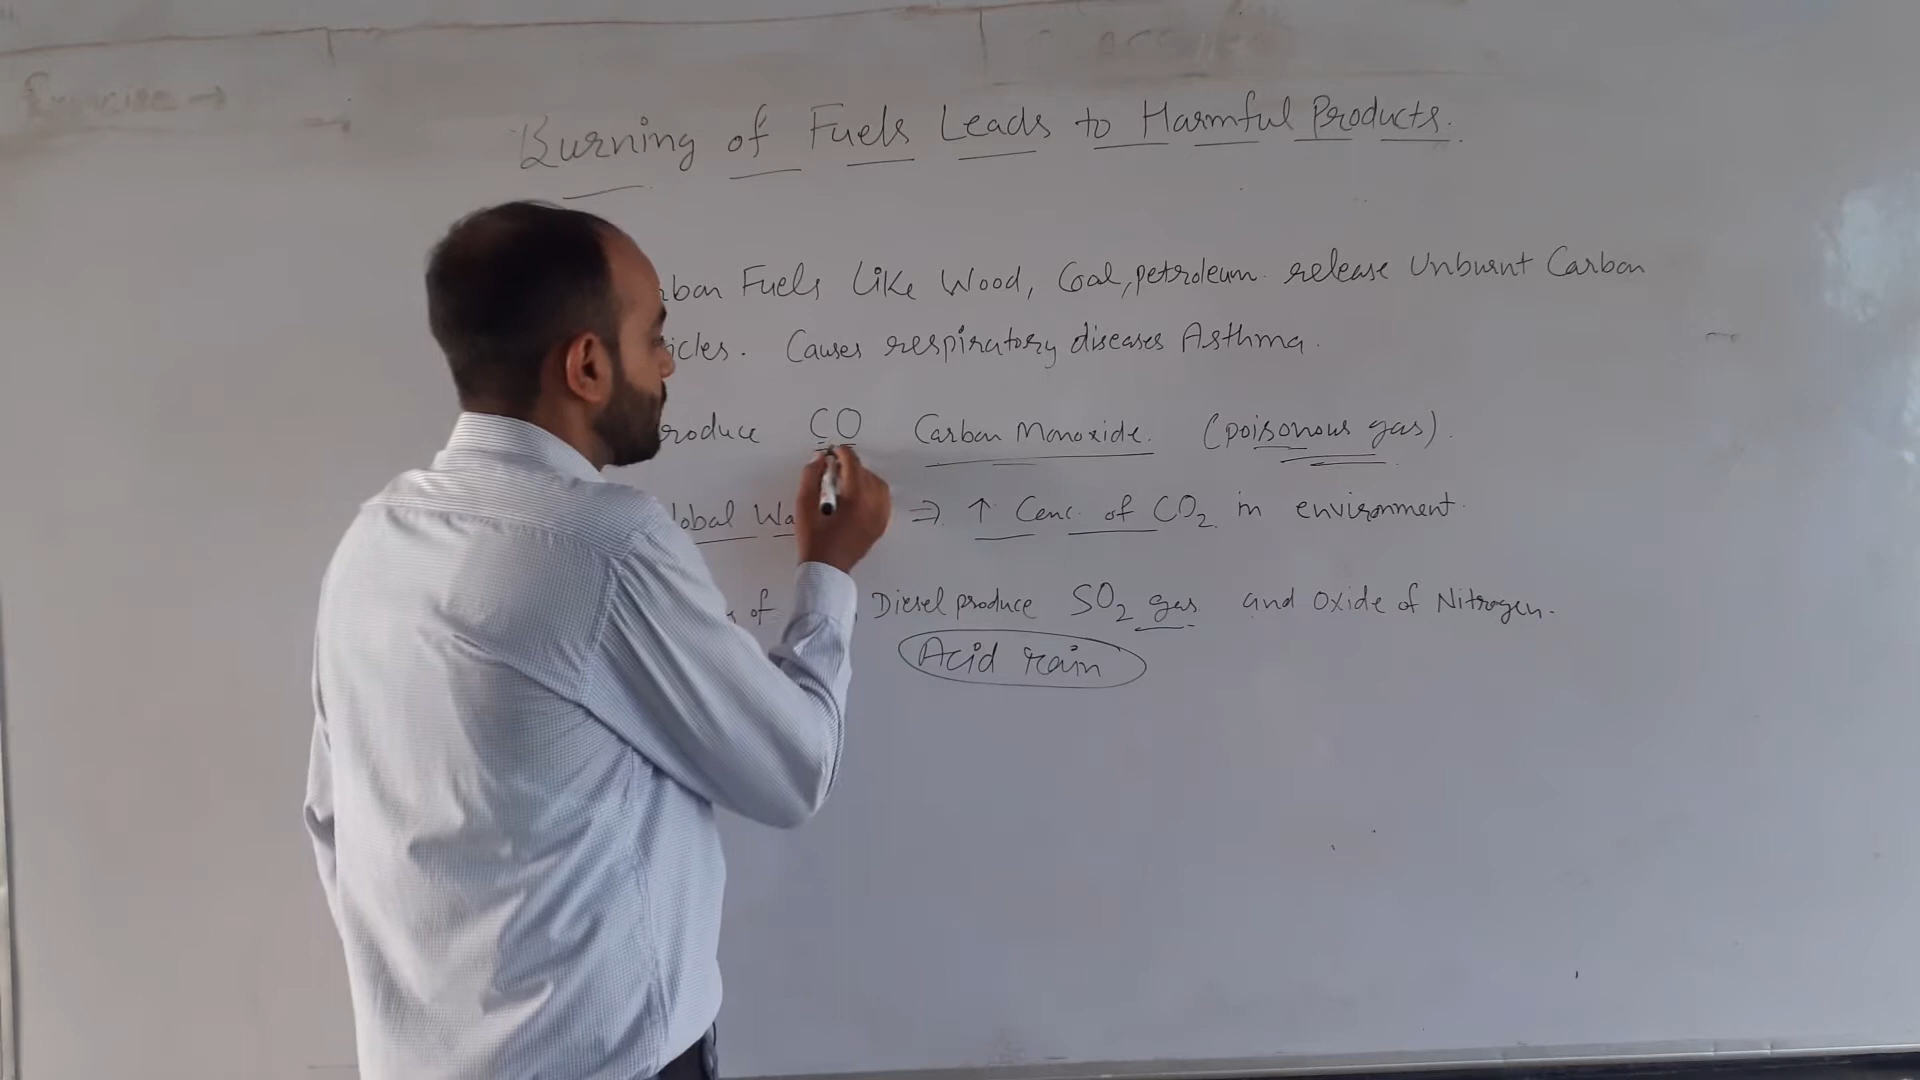 Exercise →
Burning of Fuels Leads to Harmful Products.
rbon Fuels Like Wood, Coal, petroleum. release Unburnt Carbon
icles. Causes respiratory diseases Asthma.
roduce CO Carbon Monoxide. (poisonous gas).
lobal Wa ⇒ ↑ Conc. of CO2 in environment.
of Diesel produce SO2 gas and Oxide of Nitrogen.
Acid rain